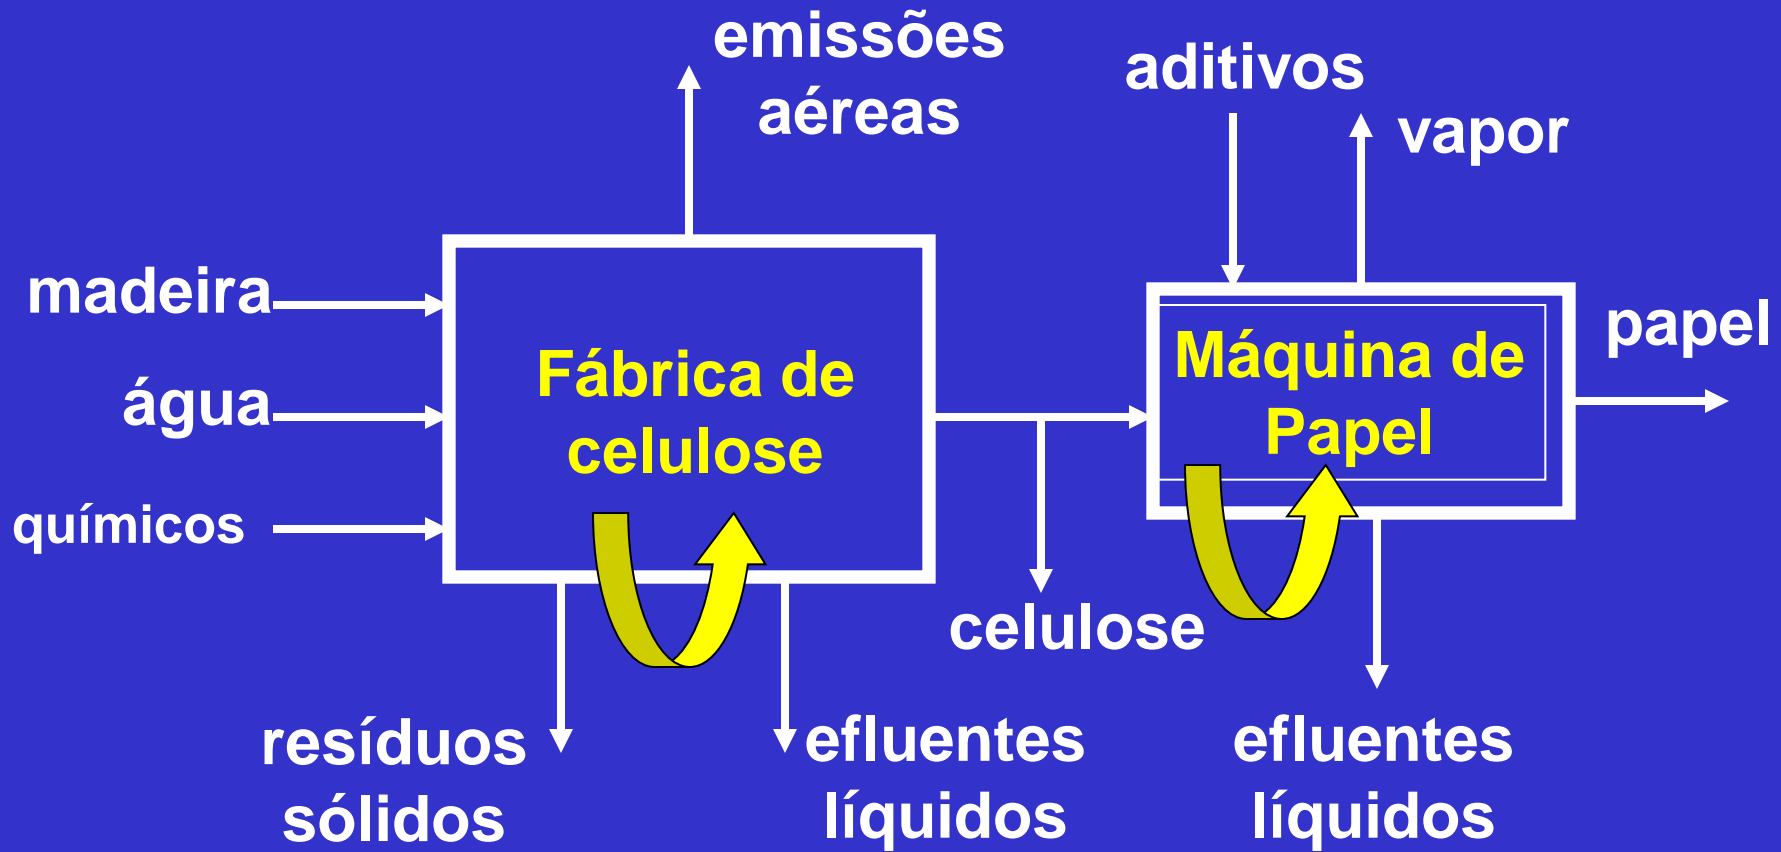 emissões
aéreas
aditivos
vapor
madeira
água
químicos
Fábrica de
celulose
Máquina de
Papel
papel
celulose
resíduos
sólidos
efluentes
líquidos
efluentes
líquidos